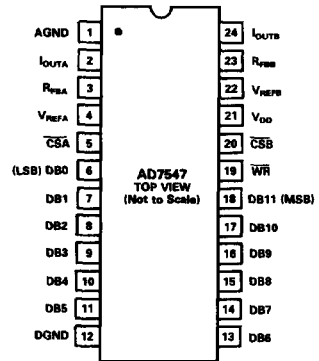 AGND 1 24 IOUTB
IOUTA 2 23 RFBB
RFBA 3 22 VREFB
VREFA 4 21 VDD
CSA 5 20 CSB
(LSB) DB0 6 19 WR
AD7547
TOP VIEW
(Not to Scale)
DB1 7 18 DB11 (MSB)
DB2 8 17 DB10
DB3 9 16 DB9
DB4 10 15 DB8
DB5 11 14 DB7
DGND 12 13 DB6